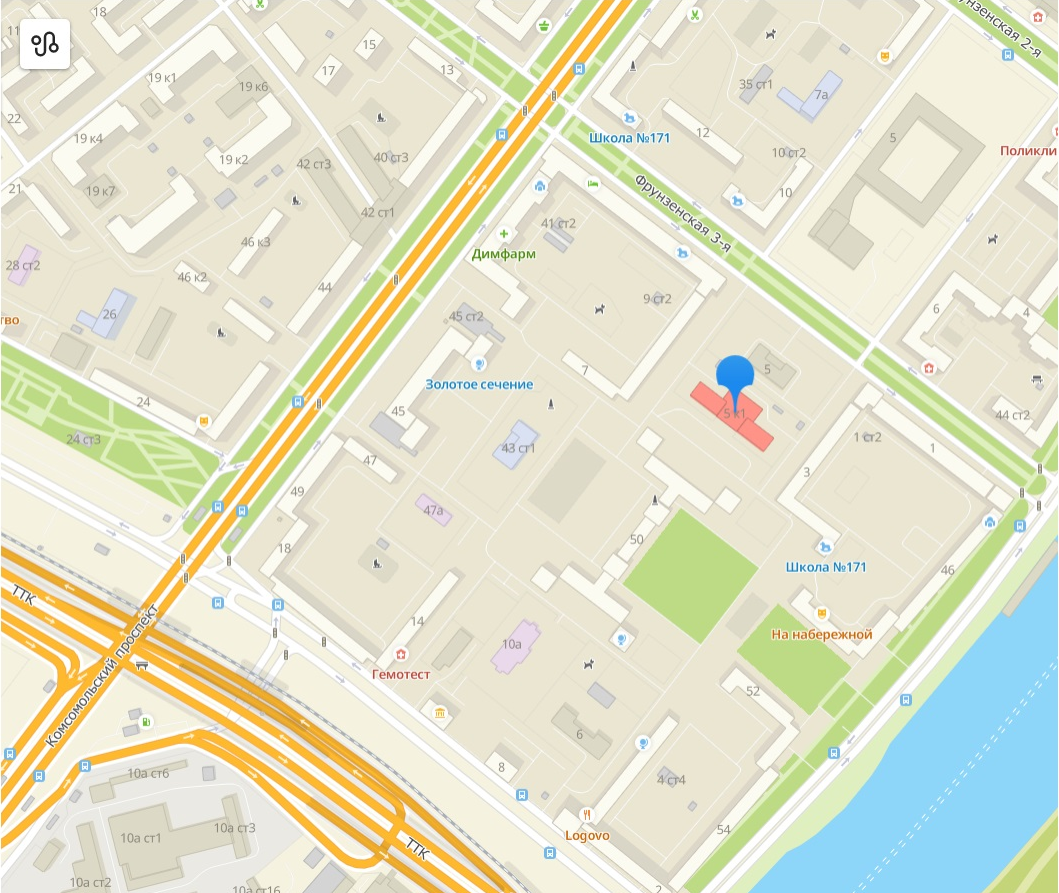 18
11
15
17
13
19 к1
19 к6
22
19 к4
19 к2
42 ст3
40 ст3
21
19 к7
42 ст1
28 ст2
46 к3
46 к2
44
26
тво
24
24 ст3
Фрунзенская 2-я
35 ст1
7а
Школа №171
12
10 ст2
10
5
Поликли
Фрунзенская 3-я
41 ст2
Димфарм
9 ст2
45 ст2
6
4
Золотое сечение
7
5
5 к1
45
44 ст2
1 ст2
1
43 ст1
47
3
49
47а
50
18
Школа №171
46
ТТК
14
10а
На набережной
Гемотест
Комсомольский проспект
52
6
8
4 ст4
10а ст6
10а ст1
10а ст3
Logovo
54
ТТК
10а ст2
10а ст16
2